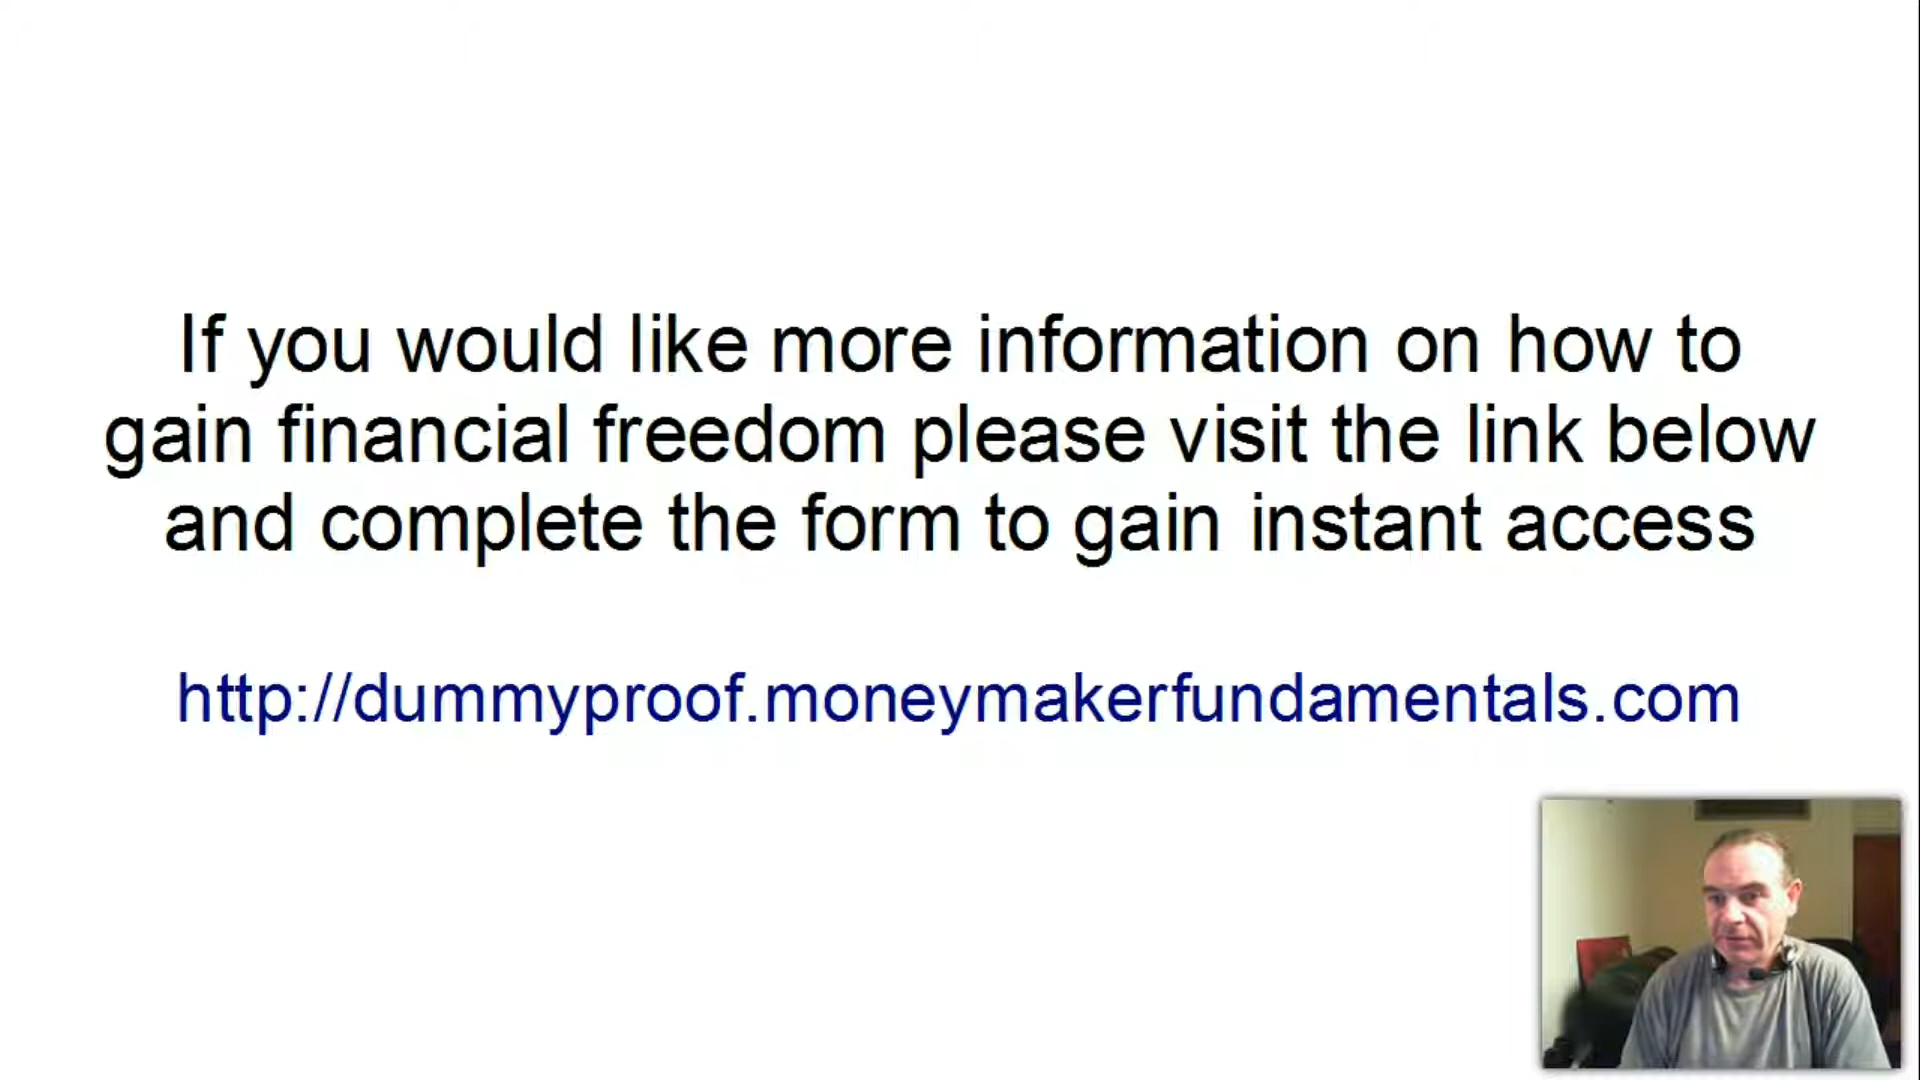 If you would like more information on how to
gain financial freedom please visit the link below
and complete the form to gain instant access
http://dummyproof.moneymakerfundamentals.com